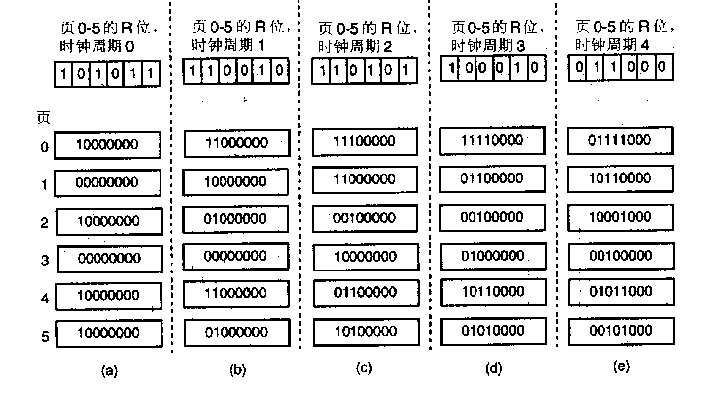 页0-5的R位，
时钟周期0
页0-5的R位，
时钟周期1
页0-5的R位，
时钟周期2
页0-5的R位，
时钟周期3
页0-5的R位，
时钟周期4
1 0 1 0 1 1
1 1 0 0 1 0
1 1 0 1 0 1
1 0 0 0 1 0
0 1 1 0 0 0
页
0 10000000 11000000 11100000 11110000 01111000
1 00000000 10000000 11000000 01100000 10110000
2 10000000 01000000 00100000 00100000 10001000
3 00000000 00000000 10000000 01000000 00100000
4 10000000 11000000 01100000 10110000 01011000
5 10000000 01000000 10100000 01010000 00101000
(a) (b) (c) (d) (e)